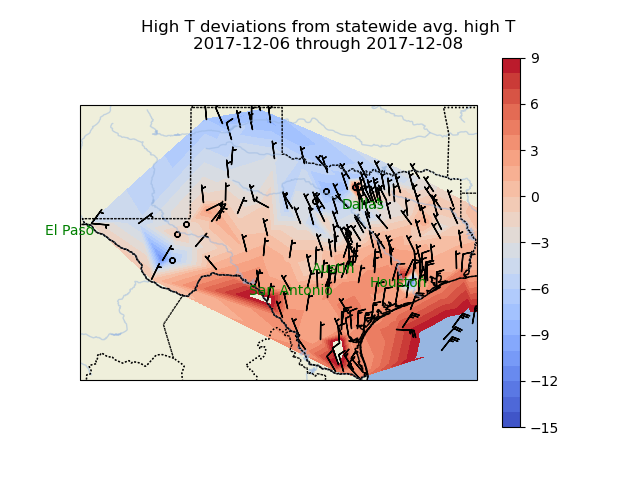 High T deviations from statewide avg. high T
2017-12-06 through 2017-12-08
9
6
3
0
−3
−6
−9
−12
−15
Dallas
El Paso
Austin
Houston
San Antonio